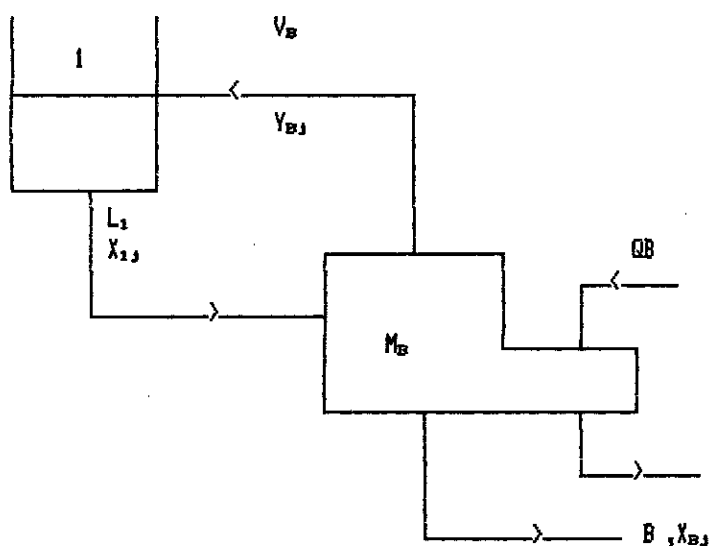 V_B
1
Y_Bj
L_1
X_1j
QB
M_B
B , X_Bj